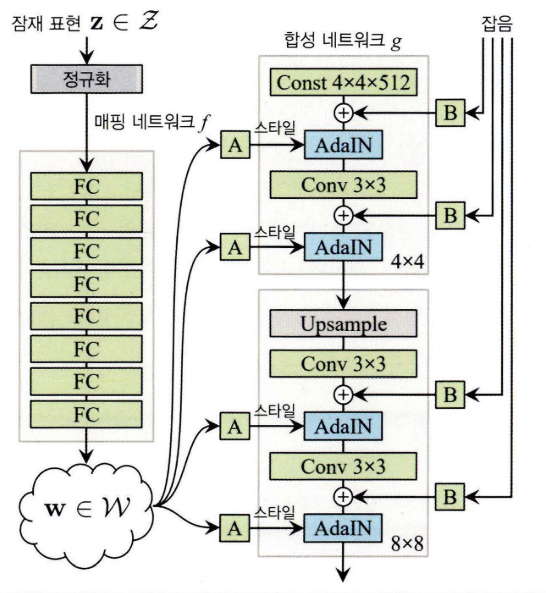 잠재 표현 z ∈ Z
정규화
매핑 네트워크 f
FC
FC
FC
FC
FC
FC
FC
FC
w ∈ W
합성 네트워크 g
잡음
Const 4×4×512
B
A
스타일
AdaIN
Conv 3×3
B
A
스타일
AdaIN
4×4
Upsample
Conv 3×3
B
A
스타일
AdaIN
Conv 3×3
B
A
스타일
AdaIN
8×8